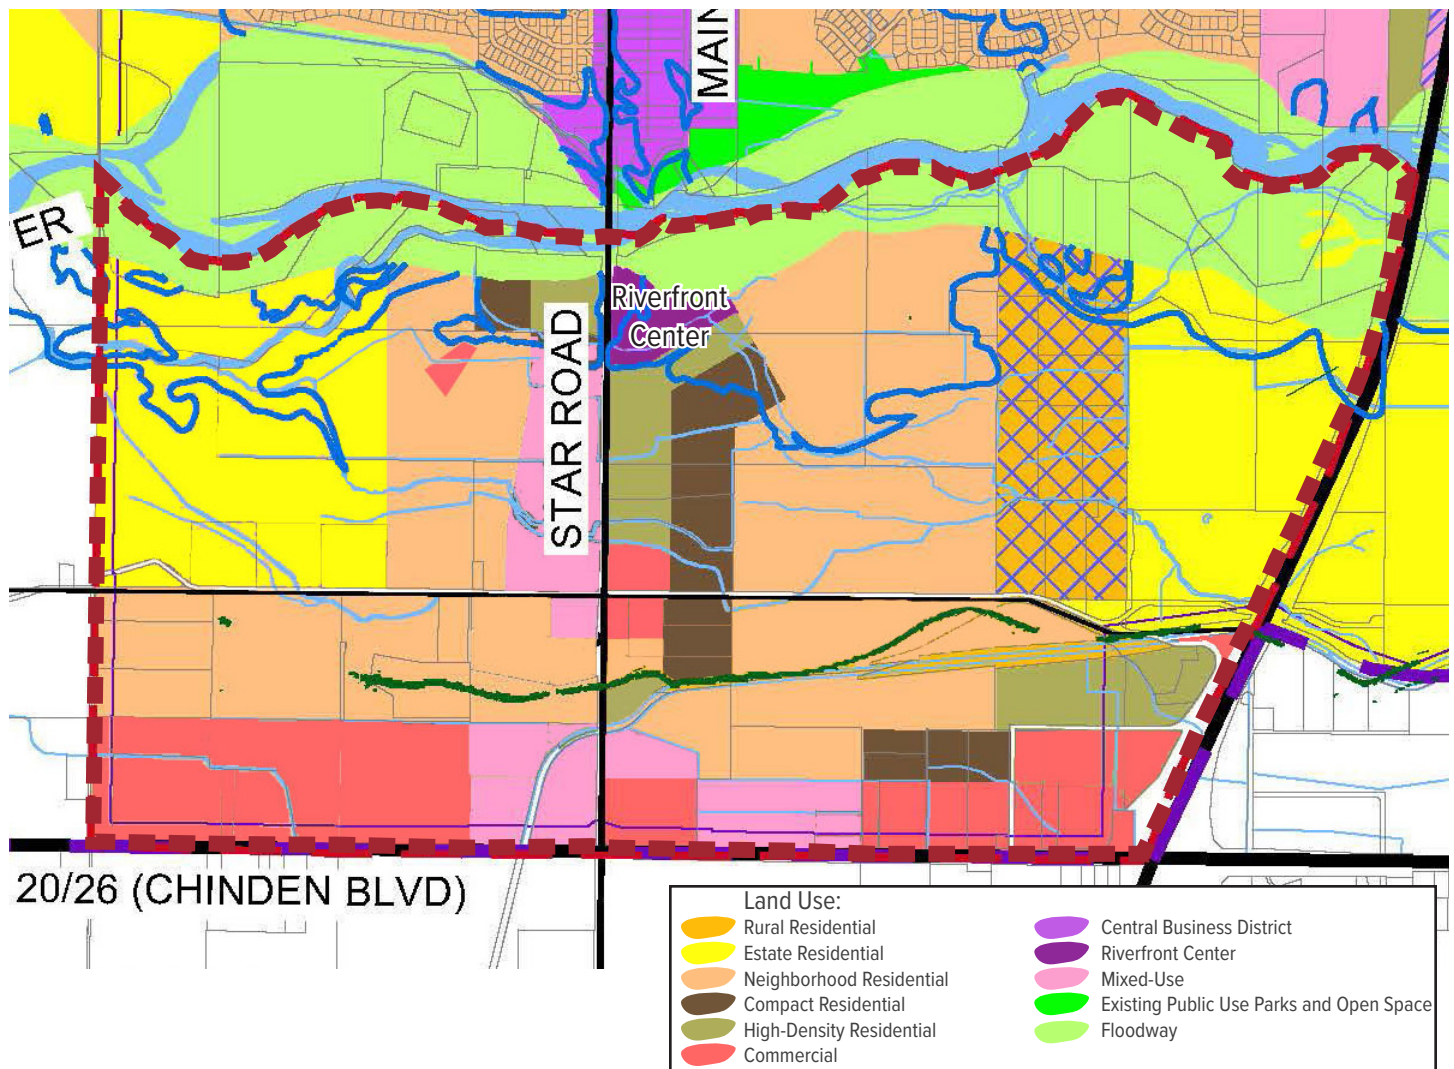 MAIN
ER
Riverfront
Center
STAR ROAD
20/26 (CHINDEN BLVD)
Land Use:
Rural Residential
Estate Residential
Neighborhood Residential
Compact Residential
High-Density Residential
Commercial
Central Business District
Riverfront Center
Mixed-Use
Existing Public Use Parks and Open Space
Floodway